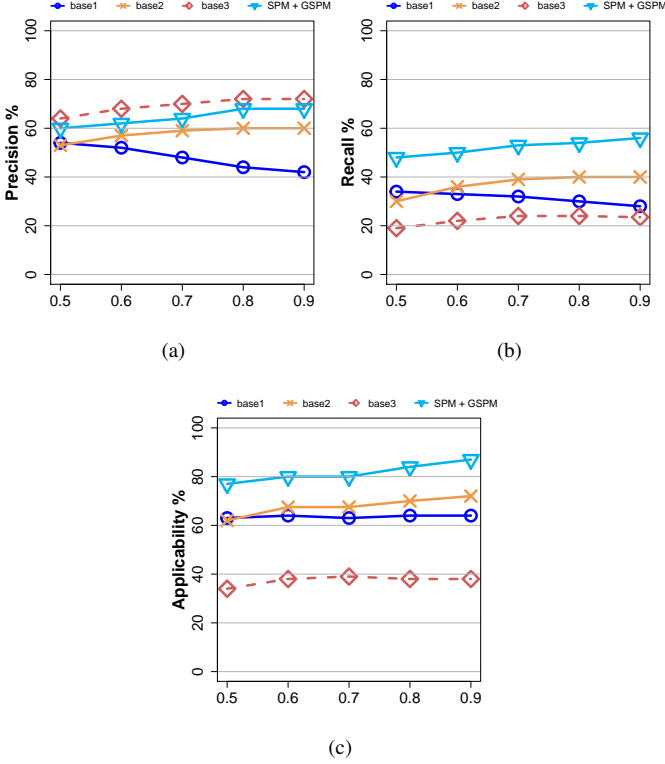 base1 base2 base3 SPM + GSPM
Precision %
100
80
60
40
20
0
0.5 0.6 0.7 0.8 0.9
(a)
base1 base2 base3 SPM + GSPM
Recall %
100
80
60
40
20
0
0.5 0.6 0.7 0.8 0.9
(b)
base1 base2 base3 SPM + GSPM
Applicability %
100
80
60
40
20
0
0.5 0.6 0.7 0.8 0.9
(c)